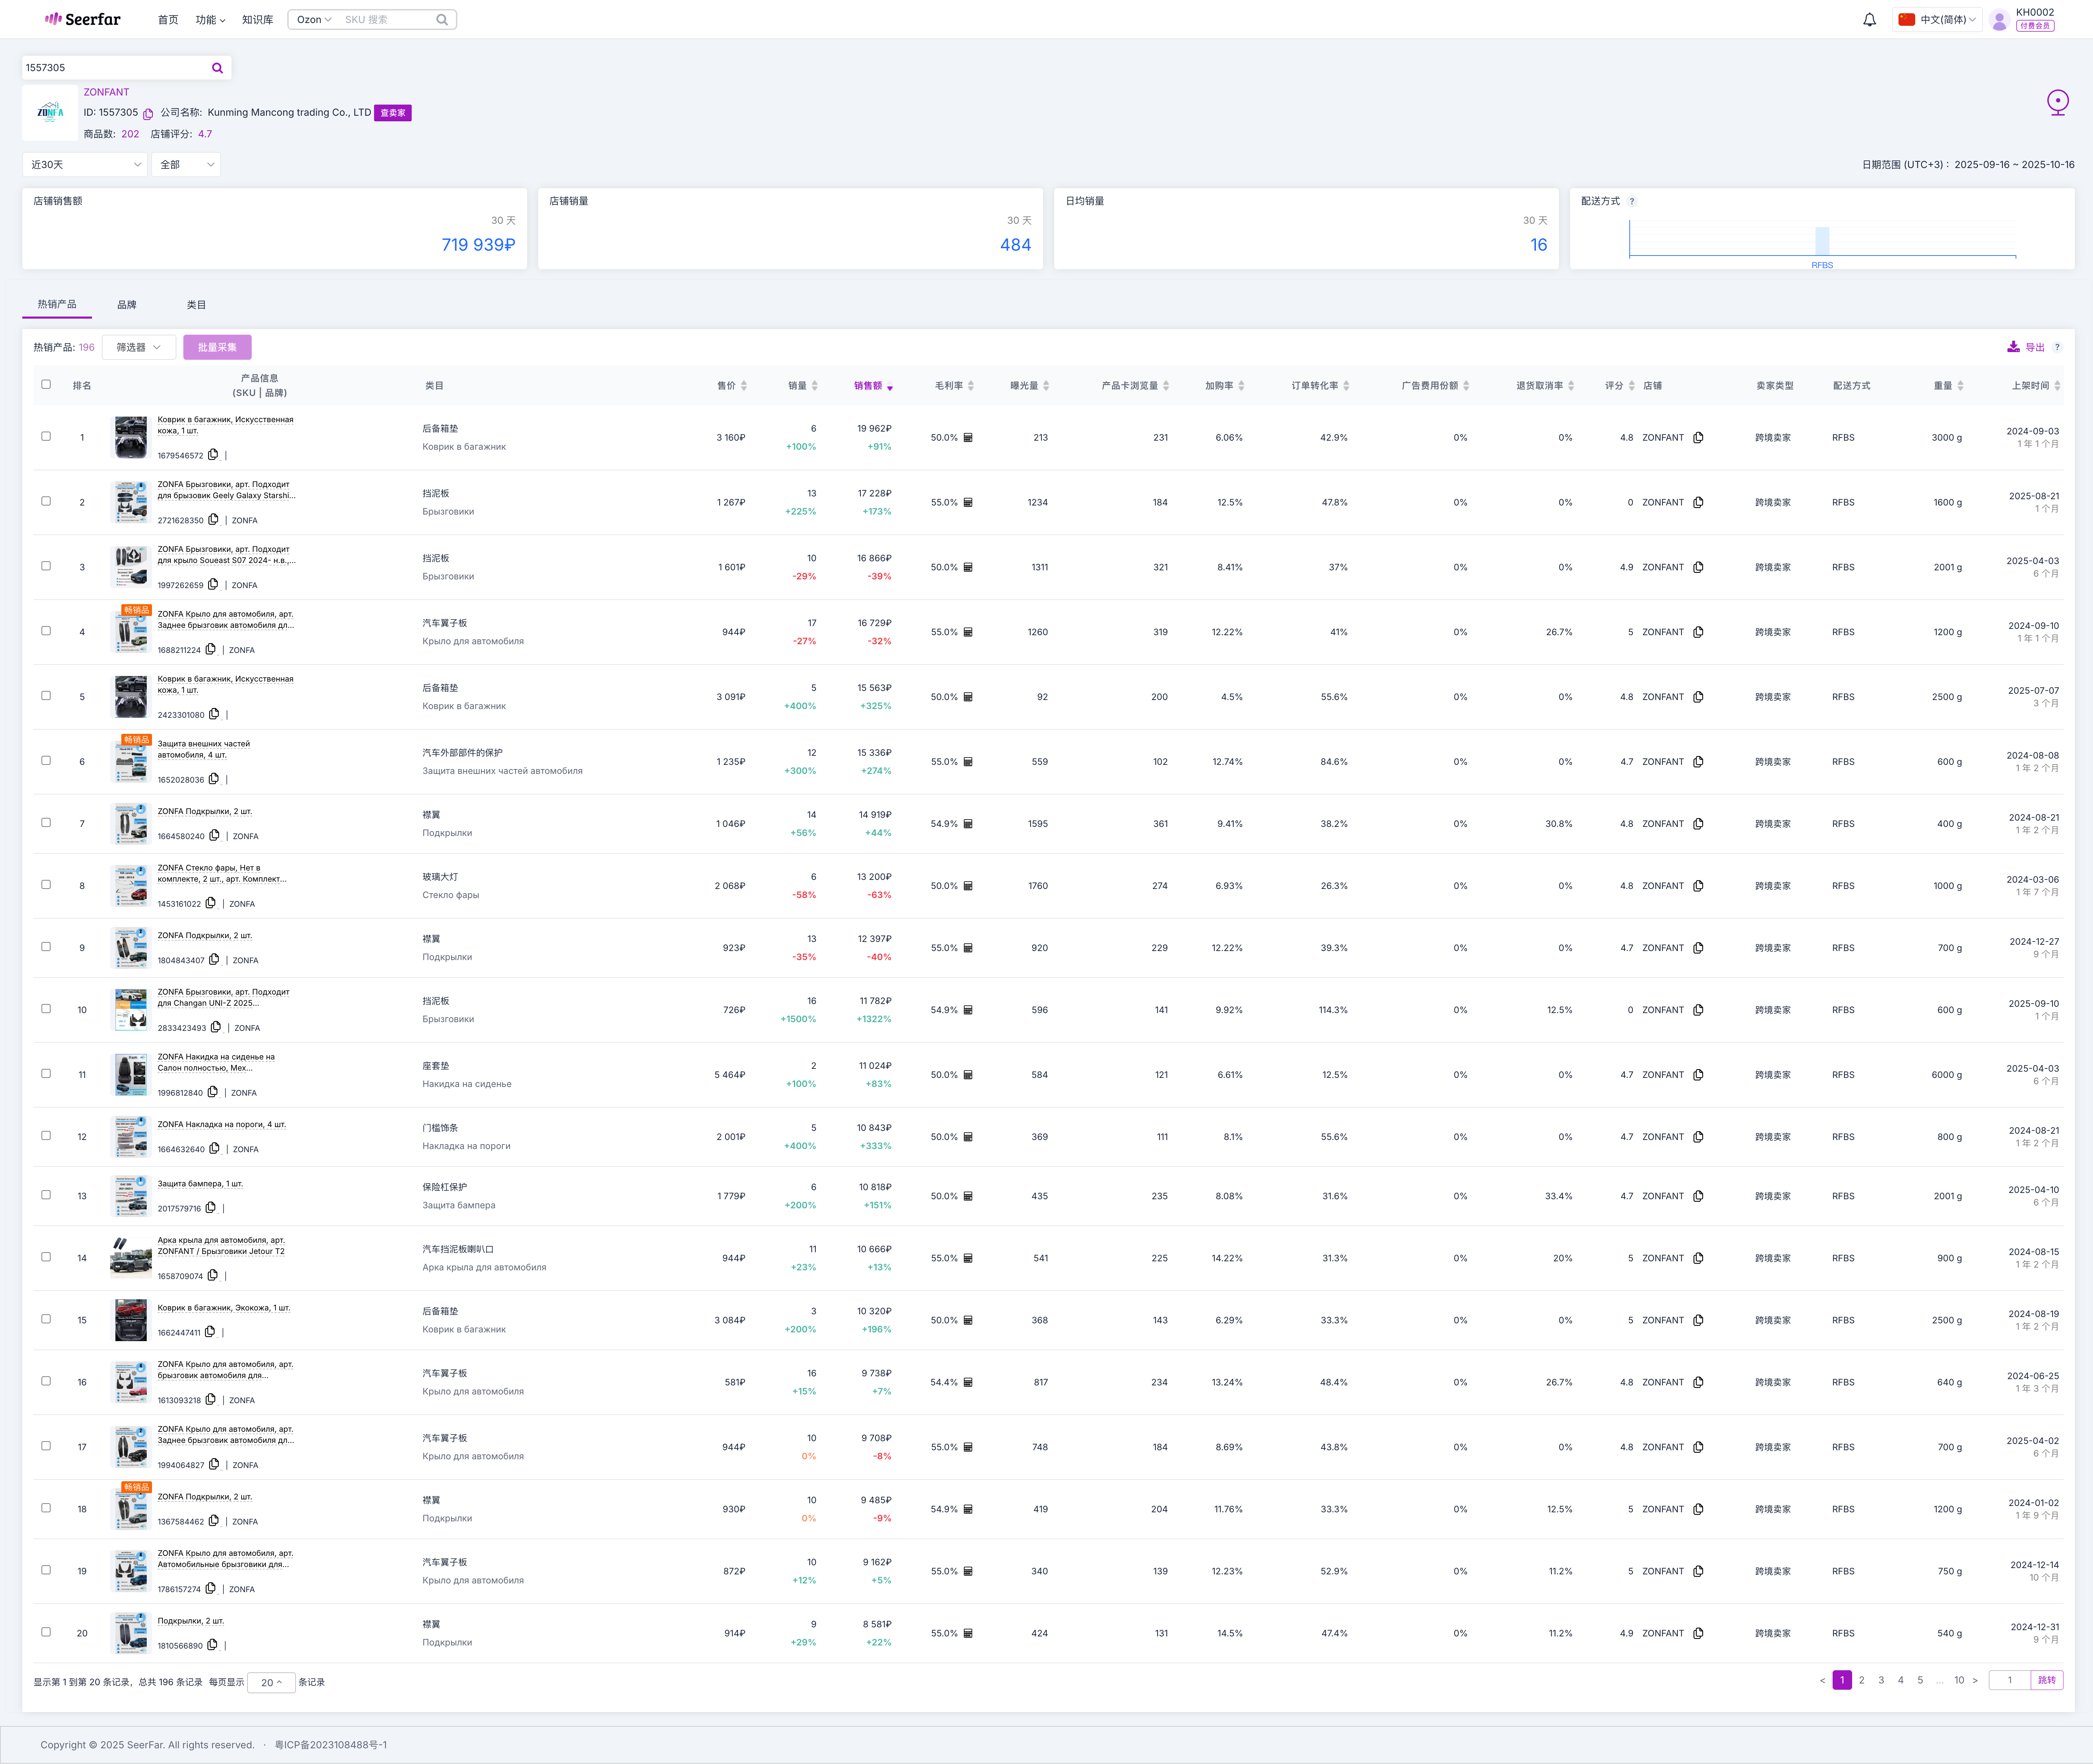 Seerfar 首页 功能 知识库 Ozon SKU 搜索 中文(简体) KH0002
付费会员
1557305
ZONFANT
ZONFA
ID: 1557305 公司名称: Kunming Mancong trading Co., LTD 查卖家
商品数: 202 店铺评分: 4.7
近30天 全部 日期范围 (UTC+3) : 2025-09-16 ~ 2025-10-16
店铺销售额 店铺销量 日均销量 配送方式 ?
30 天 30 天 30 天
719 939₽ 484 16
RFBS
热销产品 品牌 类目
热销产品: 196 筛选器 批量采集 导出 ?
排名 产品信息 (SKU | 品牌) 类目 售价 销量 销售额 毛利率 曝光量 产品卡浏览量 加购率 订单转化率 广告费用份额 退货取消率 评分 店铺 卖家类型 配送方式 重量 上架时间
Коврик в багажник, Искусственная
кожа, 1 шт.
1679546572 |
1 后备箱垫 Коврик в багажник 3 160₽ 6 +100% 19 962₽ +91% 50.0% 213 231 6.06% 42.9% 0% 0% 4.8 ZONFANT 跨境卖家 RFBS 3000 g 2024-09-03 1 年 1 个月
ZONFA Брызговики, арт. Подходит
для брызовик Geely Galaxy Starshi...
2721628350 | ZONFA
2 挡泥板 Брызговики 1 267₽ 13 +225% 17 228₽ +173% 55.0% 1234 184 12.5% 47.8% 0% 0% 0 ZONFANT 跨境卖家 RFBS 1600 g 2025-08-21 1 个月
ZONFA Брызговики, арт. Подходит
для крыло Soueast S07 2024- н.в.,...
1997262659 | ZONFA
3 挡泥板 Брызговики 1 601₽ 10 -29% 16 866₽ -39% 50.0% 1311 321 8.41% 37% 0% 0% 4.9 ZONFANT 跨境卖家 RFBS 2001 g 2025-04-03 6 个月
畅销品
ZONFA Крыло для автомобиля, арт.
Заднее брызговик автомобиля дл...
1688211224 | ZONFA
4 汽车翼子板 Крыло для автомобиля 944₽ 17 -27% 16 729₽ -32% 55.0% 1260 319 12.22% 41% 0% 26.7% 5 ZONFANT 跨境卖家 RFBS 1200 g 2024-09-10 1 年 1 个月
Коврик в багажник, Искусственная
кожа, 1 шт.
2423301080 |
5 后备箱垫 Коврик в багажник 3 091₽ 5 +400% 15 563₽ +325% 50.0% 92 200 4.5% 55.6% 0% 0% 4.8 ZONFANT 跨境卖家 RFBS 2500 g 2025-07-07 3 个月
畅销品
Защита внешних частей
автомобиля, 4 шт.
1652028036 |
6 汽车外部部件的保护 Защита внешних частей автомобиля 1 235₽ 12 +300% 15 336₽ +274% 55.0% 559 102 12.74% 84.6% 0% 0% 4.7 ZONFANT 跨境卖家 RFBS 600 g 2024-08-08 1 年 2 个月
ZONFA Подкрылки, 2 шт.
1664580240 | ZONFA
7 襟翼 Подкрылки 1 046₽ 14 +56% 14 919₽ +44% 54.9% 1595 361 9.41% 38.2% 0% 30.8% 4.8 ZONFANT 跨境卖家 RFBS 400 g 2024-08-21 1 年 2 个月
ZONFA Стекло фары, Нет в
комплекте, 2 шт., арт. Комплект...
1453161022 | ZONFA
8 玻璃大灯 Стекло фары 2 068₽ 6 -58% 13 200₽ -63% 50.0% 1760 274 6.93% 26.3% 0% 0% 4.8 ZONFANT 跨境卖家 RFBS 1000 g 2024-03-06 1 年 7 个月
ZONFA Подкрылки, 2 шт.
1804843407 | ZONFA
9 襟翼 Подкрылки 923₽ 13 -35% 12 397₽ -40% 55.0% 920 229 12.22% 39.3% 0% 0% 4.7 ZONFANT 跨境卖家 RFBS 700 g 2024-12-27 9 个月
ZONFA Брызговики, арт. Подходит
для Changan UNI-Z 2025...
2833423493 | ZONFA
10 挡泥板 Брызговики 726₽ 16 +1500% 11 782₽ +1322% 54.9% 596 141 9.92% 114.3% 0% 12.5% 0 ZONFANT 跨境卖家 RFBS 600 g 2025-09-10 1 个月
ZONFA Накидка на сиденье на
Салон полностью, Мех...
1996812840 | ZONFA
11 座套垫 Накидка на сиденье 5 464₽ 2 +100% 11 024₽ +83% 50.0% 584 121 6.61% 12.5% 0% 0% 4.7 ZONFANT 跨境卖家 RFBS 6000 g 2025-04-03 6 个月
ZONFA Накладка на пороги, 4 шт.
1664632640 | ZONFA
12 门槛饰条 Накладка на пороги 2 001₽ 5 +400% 10 843₽ +333% 50.0% 369 111 8.1% 55.6% 0% 0% 4.7 ZONFANT 跨境卖家 RFBS 800 g 2024-08-21 1 年 2 个月
Защита бампера, 1 шт.
2017579716 |
13 保险杠保护 Защита бампера 1 779₽ 6 +200% 10 818₽ +151% 50.0% 435 235 8.08% 31.6% 0% 33.4% 4.7 ZONFANT 跨境卖家 RFBS 2001 g 2025-04-10 6 个月
Арка крыла для автомобиля, арт.
ZONFANT / Брызговики Jetour T2
1658709074 |
14 汽车挡泥板喇叭口 Арка крыла для автомобиля 944₽ 11 +23% 10 666₽ +13% 55.0% 541 225 14.22% 31.3% 0% 20% 5 ZONFANT 跨境卖家 RFBS 900 g 2024-08-15 1 年 2 个月
Коврик в багажник, Экокожа, 1 шт.
1662447411 |
15 后备箱垫 Коврик в багажник 3 084₽ 3 +200% 10 320₽ +196% 50.0% 368 143 6.29% 33.3% 0% 0% 5 ZONFANT 跨境卖家 RFBS 2500 g 2024-08-19 1 年 2 个月
ZONFA Крыло для автомобиля, арт.
брызговик автомобиля для...
1613093218 | ZONFA
16 汽车翼子板 Крыло для автомобиля 581₽ 16 +15% 9 738₽ +7% 54.4% 817 234 13.24% 48.4% 0% 26.7% 4.8 ZONFANT 跨境卖家 RFBS 640 g 2024-06-25 1 年 3 个月
ZONFA Крыло для автомобиля, арт.
Заднее брызговик автомобиля дл...
1994064827 | ZONFA
17 汽车翼子板 Крыло для автомобиля 944₽ 10 0% 9 708₽ -8% 55.0% 748 184 8.69% 43.8% 0% 0% 4.8 ZONFANT 跨境卖家 RFBS 700 g 2025-04-02 6 个月
畅销品
ZONFA Подкрылки, 2 шт.
1367584462 | ZONFA
18 襟翼 Подкрылки 930₽ 10 0% 9 485₽ -9% 54.9% 419 204 11.76% 33.3% 0% 12.5% 5 ZONFANT 跨境卖家 RFBS 1200 g 2024-01-02 1 年 9 个月
ZONFA Крыло для автомобиля, арт.
Автомобильные брызговики для...
1786157274 | ZONFA
19 汽车翼子板 Крыло для автомобиля 872₽ 10 +12% 9 162₽ +5% 55.0% 340 139 12.23% 52.9% 0% 11.2% 5 ZONFANT 跨境卖家 RFBS 750 g 2024-12-14 10 个月
Подкрылки, 2 шт.
1810566890 |
20 襟翼 Подкрылки 914₽ 9 +29% 8 581₽ +22% 55.0% 424 131 14.5% 47.4% 0% 11.2% 4.9 ZONFANT 跨境卖家 RFBS 540 g 2024-12-31 9 个月
显示第 1 到第 20 条记录，总共 196 条记录 每页显示 20 条记录 < 1 2 3 4 5 ... 10 > 1 跳转
Copyright © 2025 SeerFar. All rights reserved. · 粤ICP备2023108488号-1